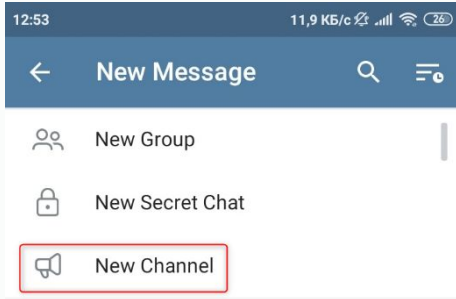 12:53 11,9 КБ/с 26
New Message
New Group
New Secret Chat
New Channel